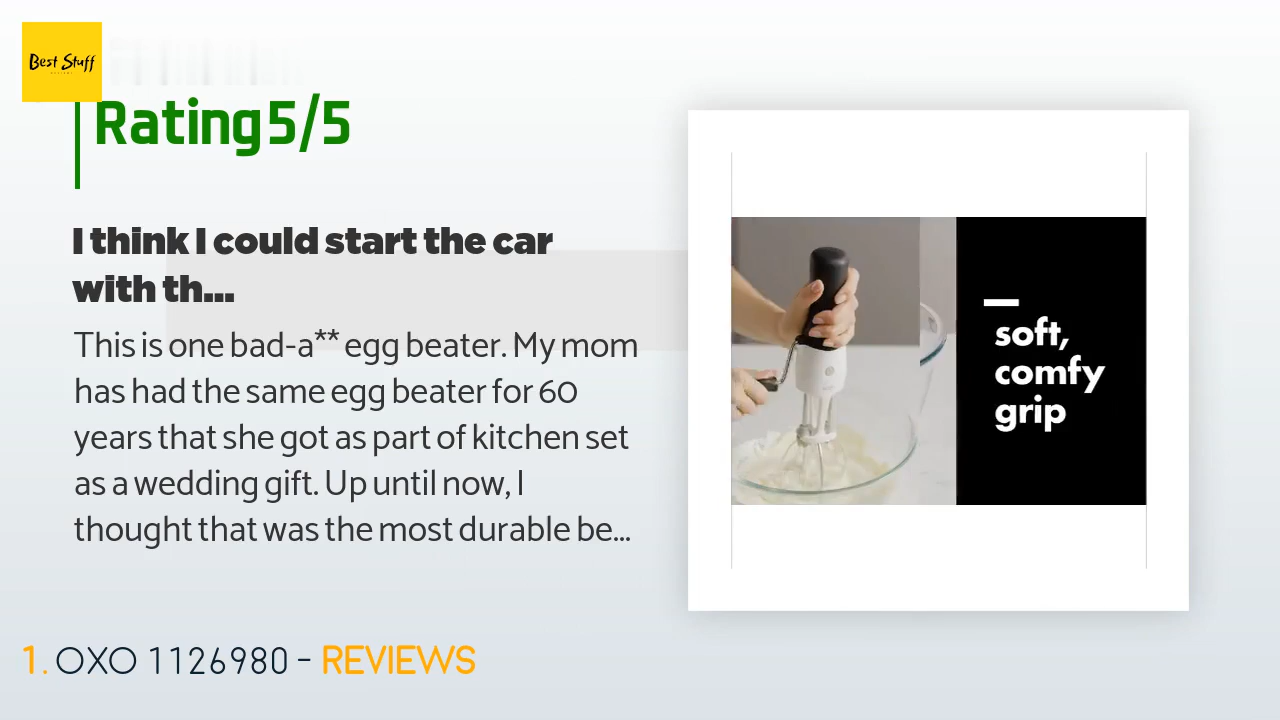 Best Stuff
Rating 5/5
I think I could start the car
with th...
This is one bad-a** egg beater. My mom
has had the same egg beater for 60
years that she got as part of kitchen set
as a wedding gift. Up until now, I
thought that was the most durable be...
soft,
comfy
grip
1. OXO 1126980 - REVIEWS